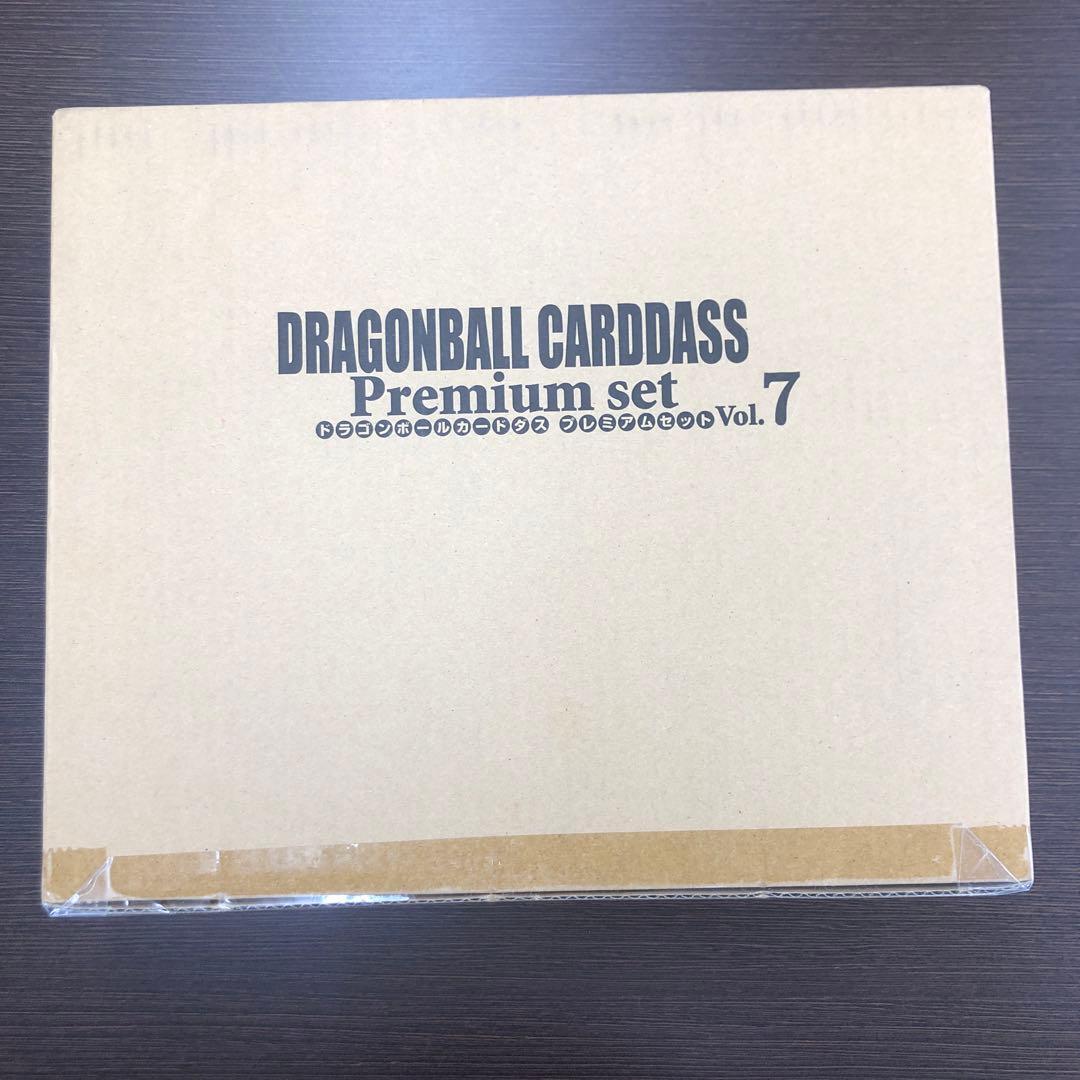 DRAGONBALL CARDDASS
Premium set
ドラゴンボールカードダス プレミアムセット Vol. 7